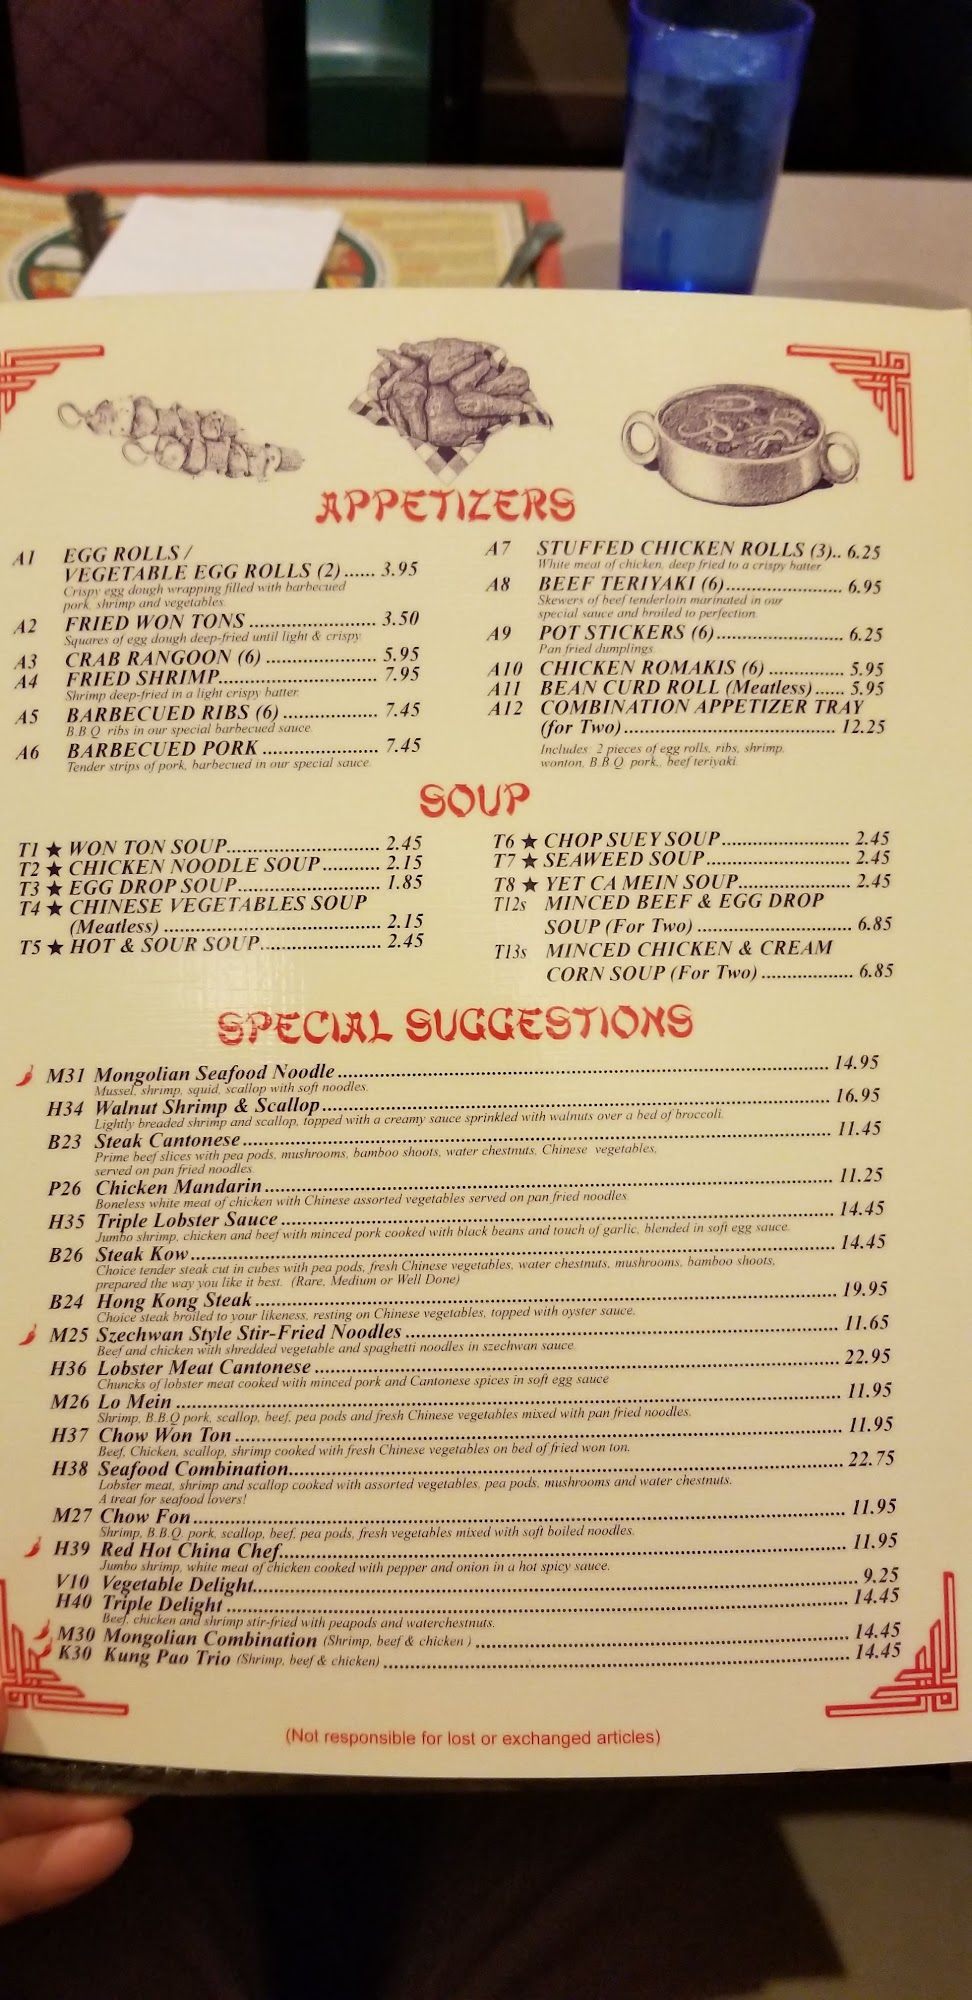 APPETIZERS
A1 EGG ROLLS /
VEGETABLE EGG ROLLS (2)...... 3.95
Crispy egg dough wrapping filled with barbecued
pork, shrimp and vegetables.
A2 FRIED WON TONS ...................... 3.50
Squares of egg dough deep-fried until light & crispy.
A3 CRAB RANGOON (6) ................... 5.95
A4 FRIED SHRIMP........................... 7.95
Shrimp deep-fried in a light crispy batter.
A5 BARBECUED RIBS (6) ................ 7.45
B.B.Q. ribs in our special barbecued sauce.
A6 BARBECUED PORK .................... 7.45
Tender strips of pork, barbecued in our special sauce.
A7 STUFFED CHICKEN ROLLS (3).. 6.25
White meat of chicken, deep fried to a crispy batter.
A8 BEEF TERIYAKI (6).................... 6.95
Skewers of beef tenderloin marinated in our
special sauce and broiled to perfection.
A9 POT STICKERS (6)...................... 6.25
Pan fried dumplings.
A10 CHICKEN ROMAKIS (6) ............. 5.95
A11 BEAN CURD ROLL (Meatless)...... 5.95
A12 COMBINATION APPETIZER TRAY
(for Two)..................................... 12.25
Includes: 2 pieces of egg rolls, ribs, shrimp,
wonton, B.B.Q. pork,, beef teriyaki.
SOUP
T1 ★ WON TON SOUP........................... 2.45
T2 ★ CHICKEN NOODLE SOUP.......... 2.15
T3 ★ EGG DROP SOUP......................... 1.85
T4 ★ CHINESE VEGETABLES SOUP
(Meatless) ...................................... 2.15
T5 ★ HOT & SOUR SOUP..................... 2.45
T6 ★ CHOP SUEY SOUP...................... 2.45
T7 ★ SEAWEED SOUP......................... 2.45
T8 ★ YET CA MEIN SOUP................... 2.45
T12s MINCED BEEF & EGG DROP
SOUP (For Two) ........................... 6.85
T13s MINCED CHICKEN & CREAM
CORN SOUP (For Two) ................ 6.85
SPECIAL SUGGESTIONS
M31 Mongolian Seafood Noodle.................................................. 14.95
Mussel, shrimp, squid, scallop with soft noodles.
H34 Walnut Shrimp & Scallop.................................................. 16.95
Lightly breaded shrimp and scallop, topped with a creamy sauce sprinkled with walnuts over a bed of broccoli.
B23 Steak Cantonese.................................................. 11.45
Prime beef slices with pea pods, mushrooms, bamboo shoots, water chestnuts, Chinese vegetables,
served on pan fried noodles.
P26 Chicken Mandarin.................................................. 11.25
Boneless white meat of chicken with Chinese assorted vegetables served on pan fried noodles.
H35 Triple Lobster Sauce.................................................. 14.45
Jumbo shrimp, chicken and beef with minced pork cooked with black beans and touch of garlic, blended in soft egg sauce.
B26 Steak Kow.................................................. 14.45
Choice tender steak cut in cubes with pea pods, fresh Chinese vegetables, water chestnuts, mushrooms, bamboo shoots,
prepared the way you like it best. (Rare, Medium or Well Done)
B24 Hong Kong Steak.................................................. 19.95
Choice steak broiled to your likeness, resting on Chinese vegetables, topped with oyster sauce.
M25 Szechwan Style Stir-Fried Noodles.................................................. 11.65
Beef and chicken with shredded vegetable and spaghetti noodles in szechwan sauce.
H36 Lobster Meat Cantonese.................................................. 22.95
Chuncks of lobster meat cooked with minced pork and Cantonese spices in soft egg sauce
M26 Lo Mein.................................................. 11.95
Shrimp, B.B.Q pork, scallop, beef, pea pods and fresh Chinese vegetables mixed with pan fried noodles.
H37 Chow Won Ton.................................................. 11.95
Beef, Chicken, scallop, shrimp cooked with fresh Chinese vegetables on bed of fried won ton.
H38 Seafood Combination.................................................. 22.75
Lobster meat, shrimp and scallop cooked with assorted vegetables, pea pods, mushrooms and water chestnuts.
A treat for seafood lovers!
M27 Chow Fon.................................................. 11.95
Shrimp, B.B.Q. pork, scallop, beef, pea pods, fresh vegetables mixed with soft boiled noodles.
H39 Red Hot China Chef.................................................. 11.95
Jumbo shrimp, white meat of chicken cooked with pepper and onion in a hot spicy sauce.
V10 Vegetable Delight.................................................. 9.25
H40 Triple Delight.................................................. 14.45
Beef, chicken and shrimp stir-fried with peapods and waterchestnuts.
M30 Mongolian Combination (Shrimp, beef & chicken ) .................................................. 14.45
K30 Kung Pao Trio (Shrimp, beef & chicken) .................................................. 14.45
(Not responsible for lost or exchanged articles)